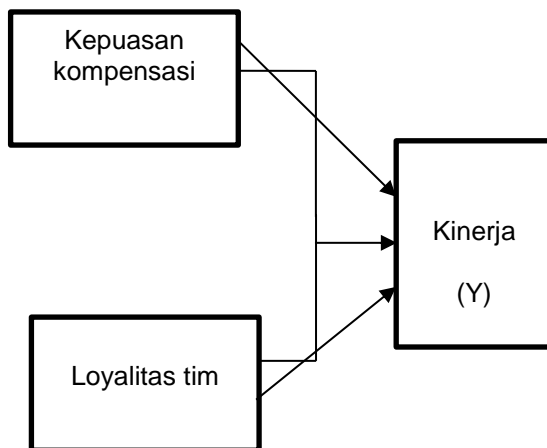 Kepuasan
kompensasi
Kinerja
(Y)
Loyalitas tim